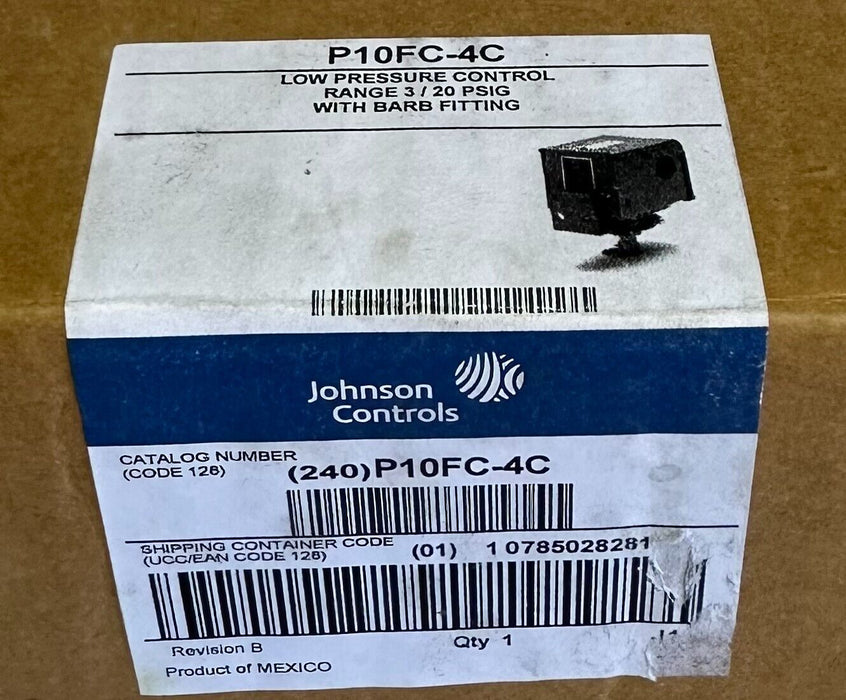 P10FC-4C
LOW PRESSURE CONTROL
RANGE 3 / 20 PSIG
WITH BARB FITTING
Johnson
Controls
CATALOG NUMBER
(CODE 128)
(240)P10FC-4C
SHIPPING CONTAINER CODE
(UCC/EAN CODE 128)
(01) 1 0785028281
Revision B
Qty 1
Product of MEXICO